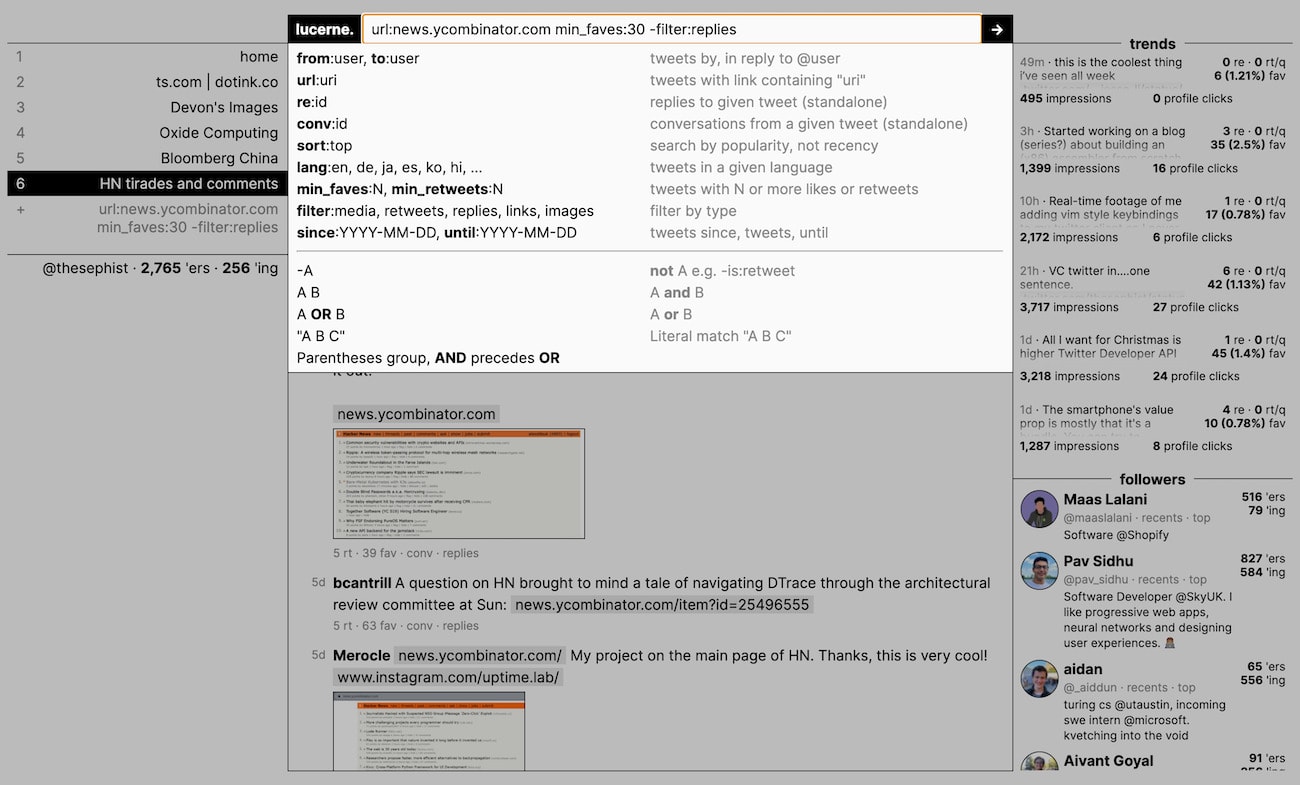 lucerne. url:news.ycombinator.com min_faves:30 -filter:replies →
1 home
2 ts.com | dotink.co
3 Devon's Images
4 Oxide Computing
5 Bloomberg China
6 HN tirades and comments
+ url:news.ycombinator.com
min_faves:30 -filter:replies
@thesephist · 2,765 'ers · 256 'ing
from:user, to:user tweets by, in reply to @user
url:uri tweets with link containing "uri"
re:id replies to given tweet (standalone)
conv:id conversations from a given tweet (standalone)
sort:top search by popularity, not recency
lang:en, de, ja, es, ko, hi, ... tweets in a given language
min_faves:N, min_retweets:N tweets with N or more likes or retweets
filter:media, retweets, replies, links, images filter by type
since:YYYY-MM-DD, until:YYYY-MM-DD tweets since, tweets, until
-A not A e.g. -is:retweet
A B A and B
A OR B A or B
"A B C" Literal match "A B C"
Parentheses group, AND precedes OR
it out.
news.ycombinator.com
5 rt · 39 fav · conv · replies
5d bcantrill A question on HN brought to mind a tale of navigating DTrace through the architectural
review committee at Sun: news.ycombinator.com/item?id=25496555
5 rt · 63 fav · conv · replies
5d Merocle news.ycombinator.com/ My project on the main page of HN. Thanks, this is very cool!
www.instagram.com/uptime.lab/
trends
49m · this is the coolest thing 0 re · 0 rt/q
i've seen all week 6 (1.21%) fav
495 impressions 0 profile clicks
3h · Started working on a blog 3 re · 0 rt/q
(series?) about building an 35 (2.5%) fav
1,399 impressions 16 profile clicks
10h · Real-time footage of me 1 re · 0 rt/q
adding vim style keybindings 17 (0.78%) fav
2,172 impressions 6 profile clicks
21h · VC twitter in....one 6 re · 0 rt/q
sentence. 42 (1.13%) fav
3,717 impressions 27 profile clicks
1d · All I want for Christmas is 1 re · 0 rt/q
higher Twitter Developer API 45 (1.4%) fav
3,218 impressions 24 profile clicks
1d · The smartphone's value 4 re · 0 rt/q
prop is mostly that it's a 10 (0.78%) fav
1,287 impressions 8 profile clicks
followers
Maas Lalani 516 'ers
@maaslalani · recents · top 79 'ing
Software @Shopify
Pav Sidhu 827 'ers
@pav_sidhu · recents · top 584 'ing
Software Developer @SkyUK. I
like progressive web apps,
neural networks and designing
user experiences.
aidan 65 'ers
@_aiddun · recents · top 556 'ing
turing cs @utaustin, incoming
swe intern @microsoft.
kvetching into the void
Aivant Goyal 91 'ers